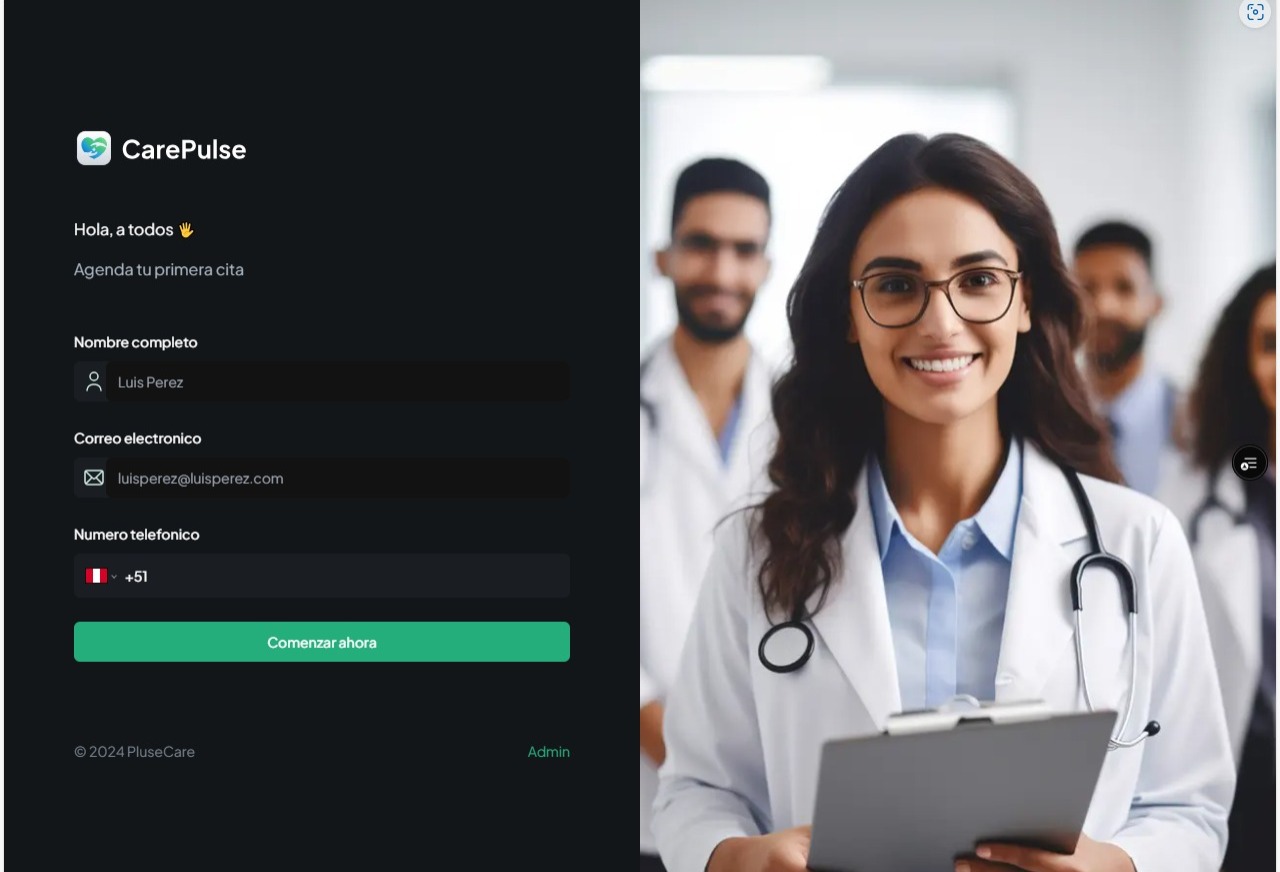 CarePulse
Hola, a todos 🖐
Agenda tu primera cita
Nombre completo
Luis Perez
Correo electronico
luisperez@luisperez.com
Numero telefonico
+51
Comenzar ahora
© 2024 PluseCare
Admin